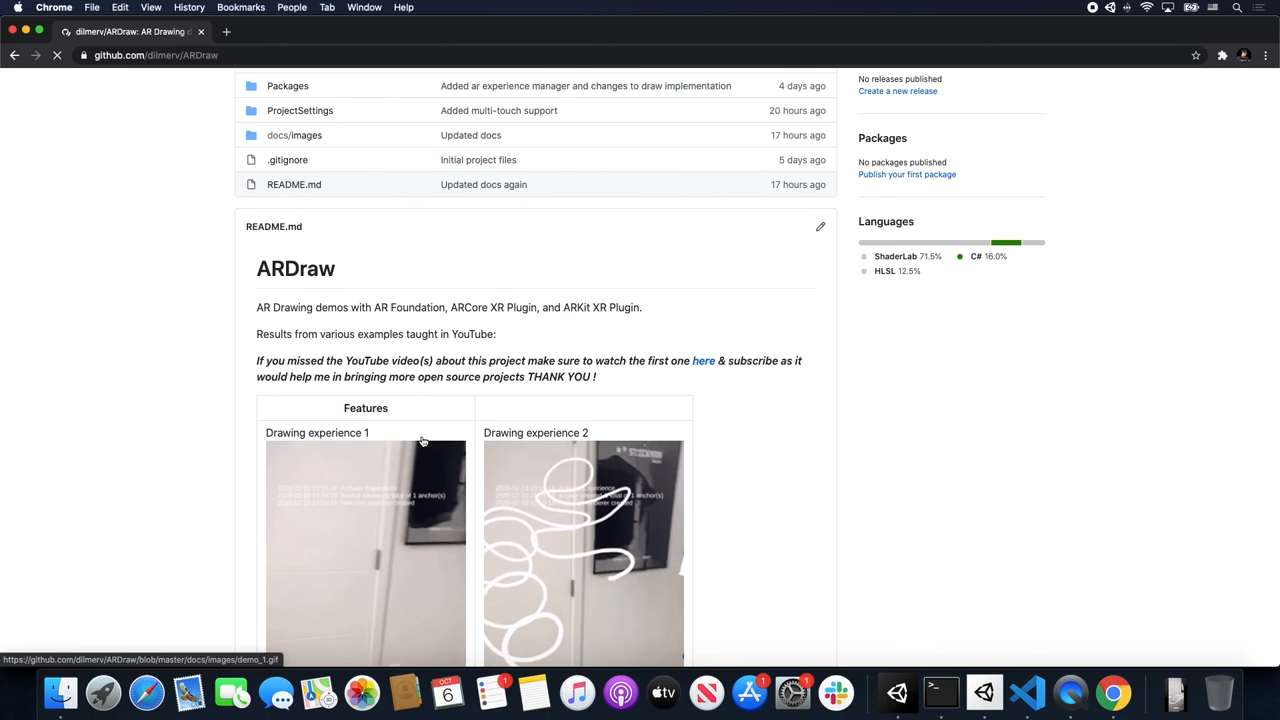 Chrome File Edit View History Bookmarks People Tab Window Help
dilmerv/ARDraw: AR Drawing d
github.com/dilmerv/ARDraw
Packages Added ar experience manager and changes to draw implementation 4 days ago
ProjectSettings Added multi-touch support 20 hours ago
docs/images Updated docs 17 hours ago
.gitignore Initial project files 5 days ago
README.md Updated docs again 17 hours ago
No releases published
Create a new release
Packages
No packages published
Publish your first package
Languages
ShaderLab 71.5% C# 16.0%
HLSL 12.5%
README.md
ARDraw
AR Drawing demos with AR Foundation, ARCore XR Plugin, and ARKit XR Plugin.
Results from various examples taught in YouTube:
If you missed the YouTube video(s) about this project make sure to watch the first one here & subscribe as it
would help me in bringing more open source projects THANK YOU !
Features
Drawing experience 1 Drawing experience 2
https://github.com/dilmerv/ARDraw/blob/master/docs/images/demo_1.gif
OCT
6
1
1
1